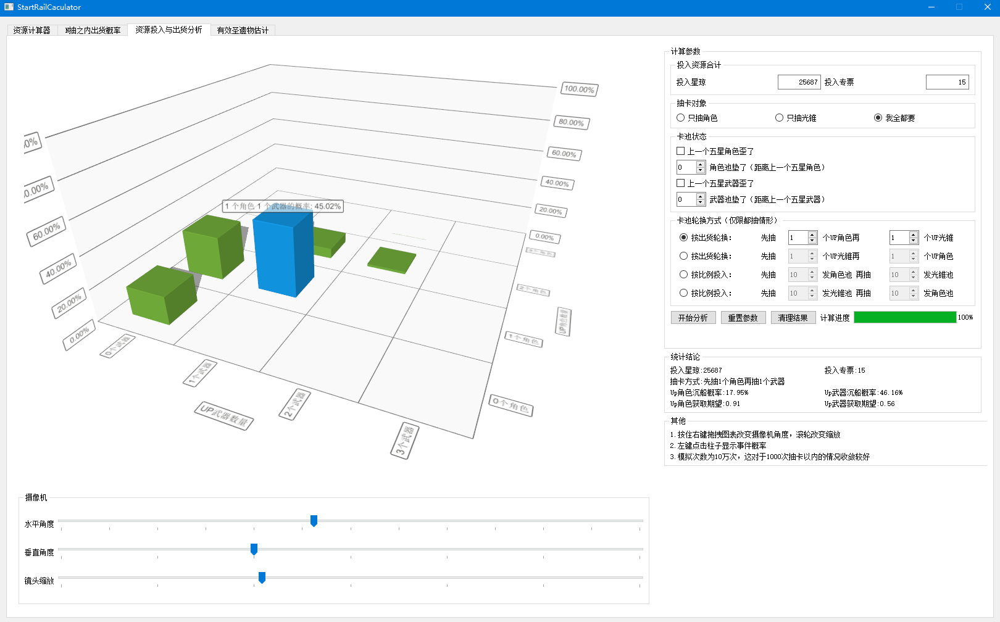 StartRailCaculator
资源计算器
N抽之内出货概率
资源投入与出货分析
有效圣遗物估计
100.00%
80.00%
60.00%
40.00%
20.00%
0.00%
60.00%
40.00%
20.00%
0.00%
1 个角色 1 个武器的概率: 45.02%
0个武器
1个武器
2个武器
3个武器
UP武器数量
3个角色
2个角色
1个角色
0个角色
UP角色数量
计算参数
投入资源合计
投入星琼 25687 投入专票 15
抽卡对象
只抽角色 只抽光锥 我全都要
卡池状态
上一个五星角色歪了
0 角色池垫了（距离上一个五星角色）
上一个五星武器歪了
0 武器池垫了（距离上一个五星武器）
卡池轮换方式（仅限都抽情形）
按出货轮换： 先抽 1 个UP角色再 1 个UP光锥
按出货轮换： 先抽 1 个UP光锥再 1 个UP角色
按比例投入： 先抽 10 发角色池 再抽 10 发光锥池
按比例投入： 先抽 10 发光锥池 再抽 10 发角色池
开始分析 重置参数 清理结果 计算进度 100%
统计结论
投入星琼:25687 投入专票:15
抽卡方式:先抽1个角色再抽1个武器
Up角色沉船概率:17.95% Up武器沉船概率:46.16%
Up角色获取期望:0.91 Up武器获取期望:0.56
其他
1. 按住右键拖拽图表改变摄像机角度，滚轮改变缩放
2. 左键点击柱子显示事件概率
3. 模拟次数为10万次，这对于1000次抽卡以内的情况收敛较好
摄像机
水平角度
垂直角度
镜头缩放